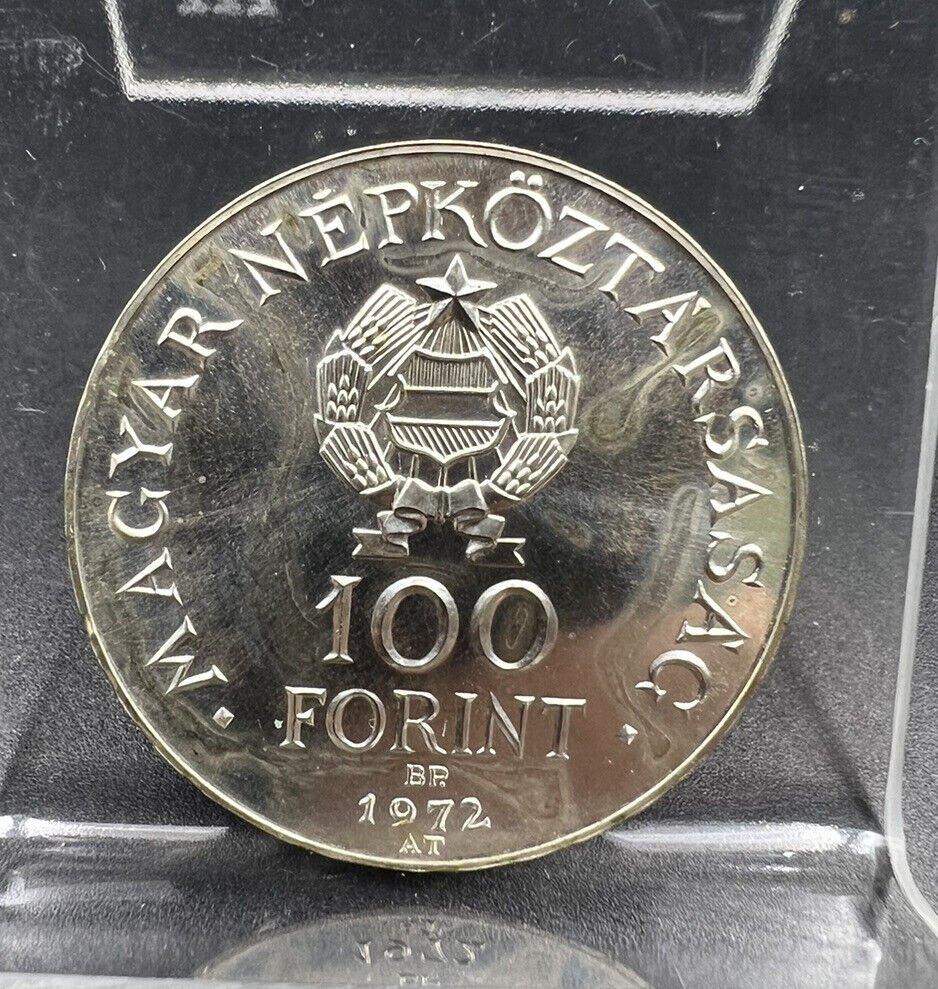 MAGYAR NÉPKÖZTÁRSASÁG
100
FORINT
BP.
1972
AT